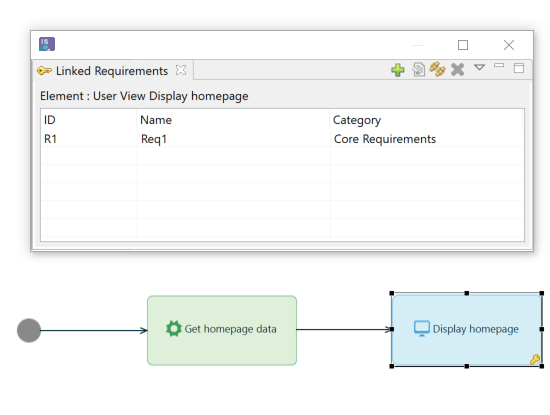 IS
Linked Requirements
Element : User View Display homepage
ID Name Category
R1 Req1 Core Requirements
Get homepage data
Display homepage